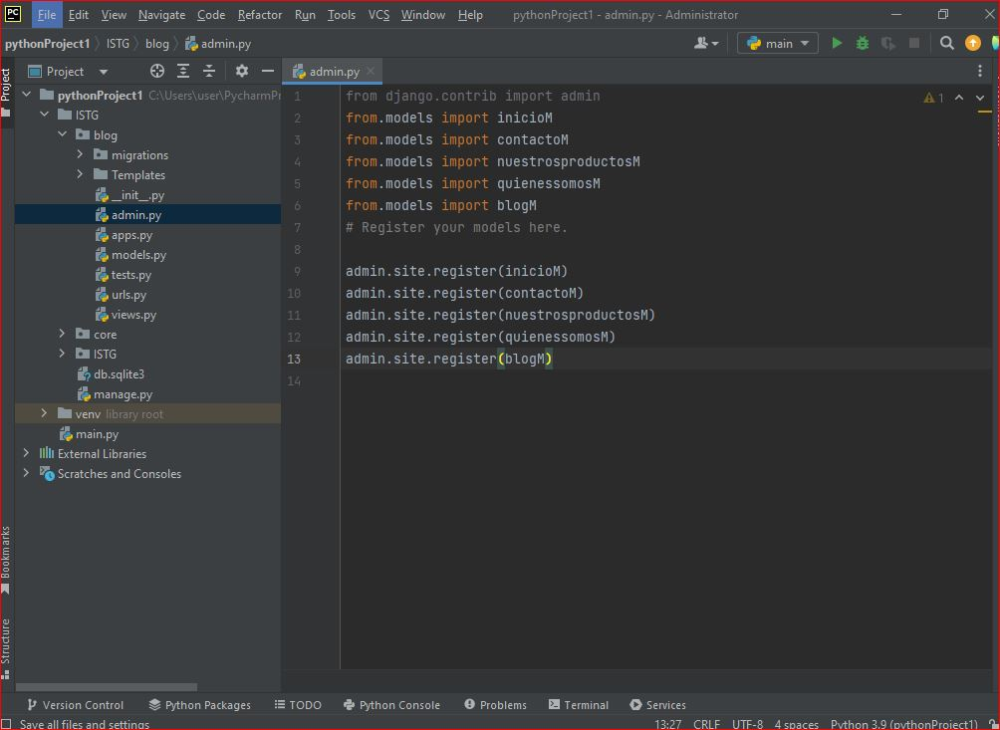 PC File Edit View Navigate Code Refactor Run Tools VCS Window Help pythonProject1 - admin.py - Administrator
pythonProject1 ISTG blog admin.py main
Project
Project
admin.py
pythonProject1 C:\Users\user\PycharmPr
ISTG
blog
migrations
Templates
__init__.py
admin.py
apps.py
models.py
tests.py
urls.py
views.py
core
ISTG
db.sqlite3
manage.py
venv library root
main.py
External Libraries
Scratches and Consoles
1 from django.contrib import admin
1
2 from.models import inicioM
3 from.models import contactoM
4 from.models import nuestrosproductosM
5 from.models import quienessomosM
6 from.models import blogM
7 # Register your models here.
8
9 admin.site.register(inicioM)
10 admin.site.register(contactoM)
11 admin.site.register(nuestrosproductosM)
12 admin.site.register(quienessomosM)
13 admin.site.register(blogM)
14
Bookmarks
Structure
Version Control Python Packages TODO Python Console Problems Terminal Services
Save all files and settings 13:27 CRLF UTF-8 4 spaces Python 3.9 (pythonProject1)